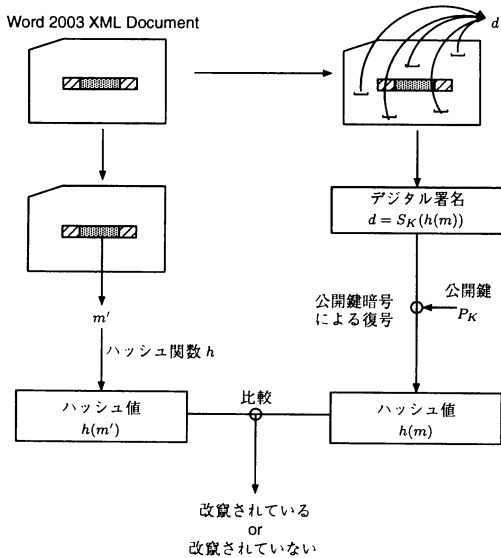 Word 2003 XML Document
d
デジタル署名
d = S_K(h(m))
公開鍵暗号
による復号
公開鍵
P_K
m′
ハッシュ関数 h
ハッシュ値
h(m′)
比較
ハッシュ値
h(m)
改竄されている
or
改竄されていない